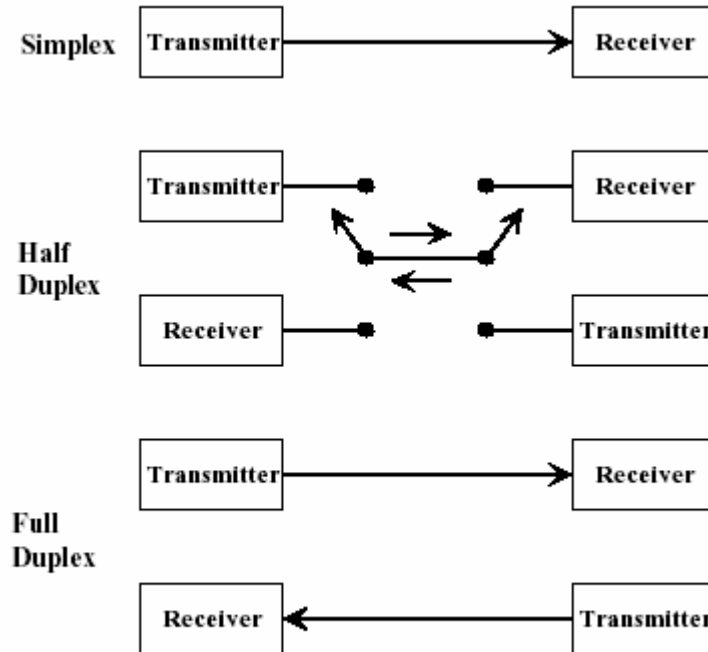 Simplex
Transmitter
Receiver
Transmitter
Receiver
Half
Duplex
Receiver
Transmitter
Transmitter
Receiver
Full
Duplex
Receiver
Transmitter